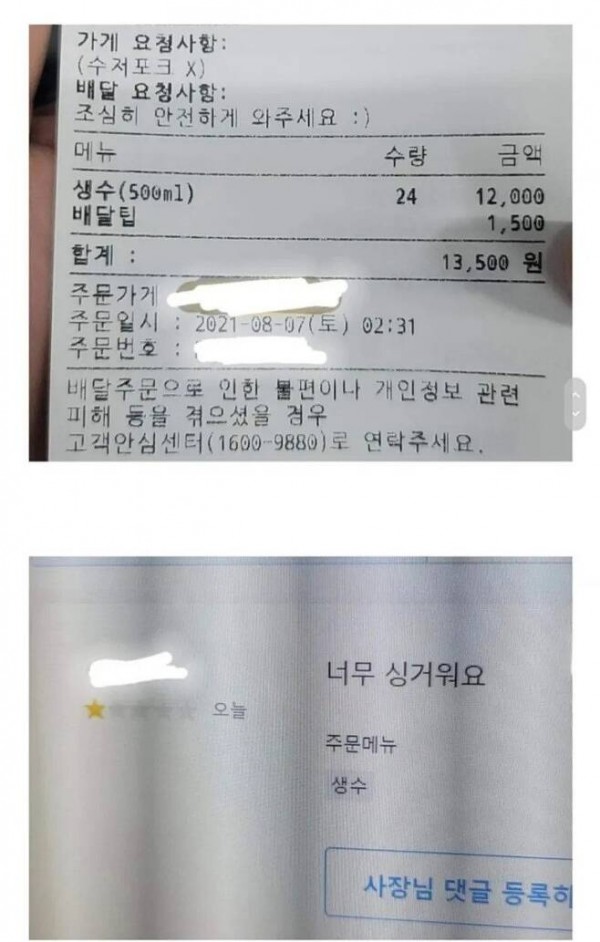 가게 요청사항:
(수저포크 X)
배달 요청사항:
조심히 안전하게 와주세요 :)
메뉴 수량 금액
생수(500ml) 24 12,000
배달팁 1,500
합계 : 13,500 원
주문가게
주문일시 : 2021-08-07(토) 02:31
주문번호 :
배달주문으로 인한 불편이나 개인정보 관련
피해 등을 겪으셨을 경우
고객안심센터(1600-9880)로 연락주세요.
너무 싱거워요
오늘
주문메뉴
생수
사장님 댓글 등록하